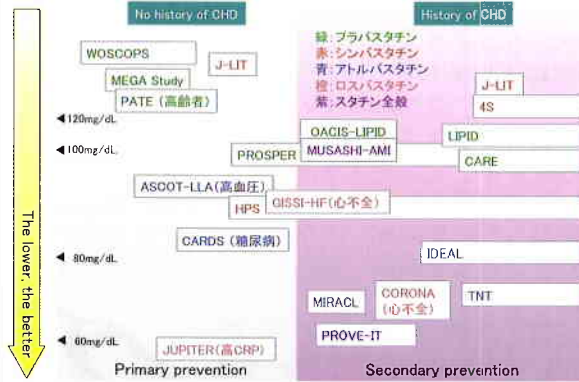 No history of CHD
History of CHD
WOSCOPS
J-LIT
MEGA Study
PATE (高齢者)
緑:プラバスタチン
赤:シンバスタチン
青:アトルバスタチン
橙:ロスバスタチン
紫:スタチン全般
J-LIT
4S
◄120mg/dL
OACIS-LIPID
LIPID
◄100mg/dL
PROSPER
MUSASHI-AMI
CARE
ASCOT-LLA(高血圧)
HPS
GISSI-HF(心不全)
CARDS (糖尿病)
IDEAL
◄ 80mg/dL
MIRACL
CORONA
(心不全)
TNT
PROVE-IT
◄ 60mg/dL
JUPITER(高CRP)
Primary prevention
Secondary prevention
The lower, the better